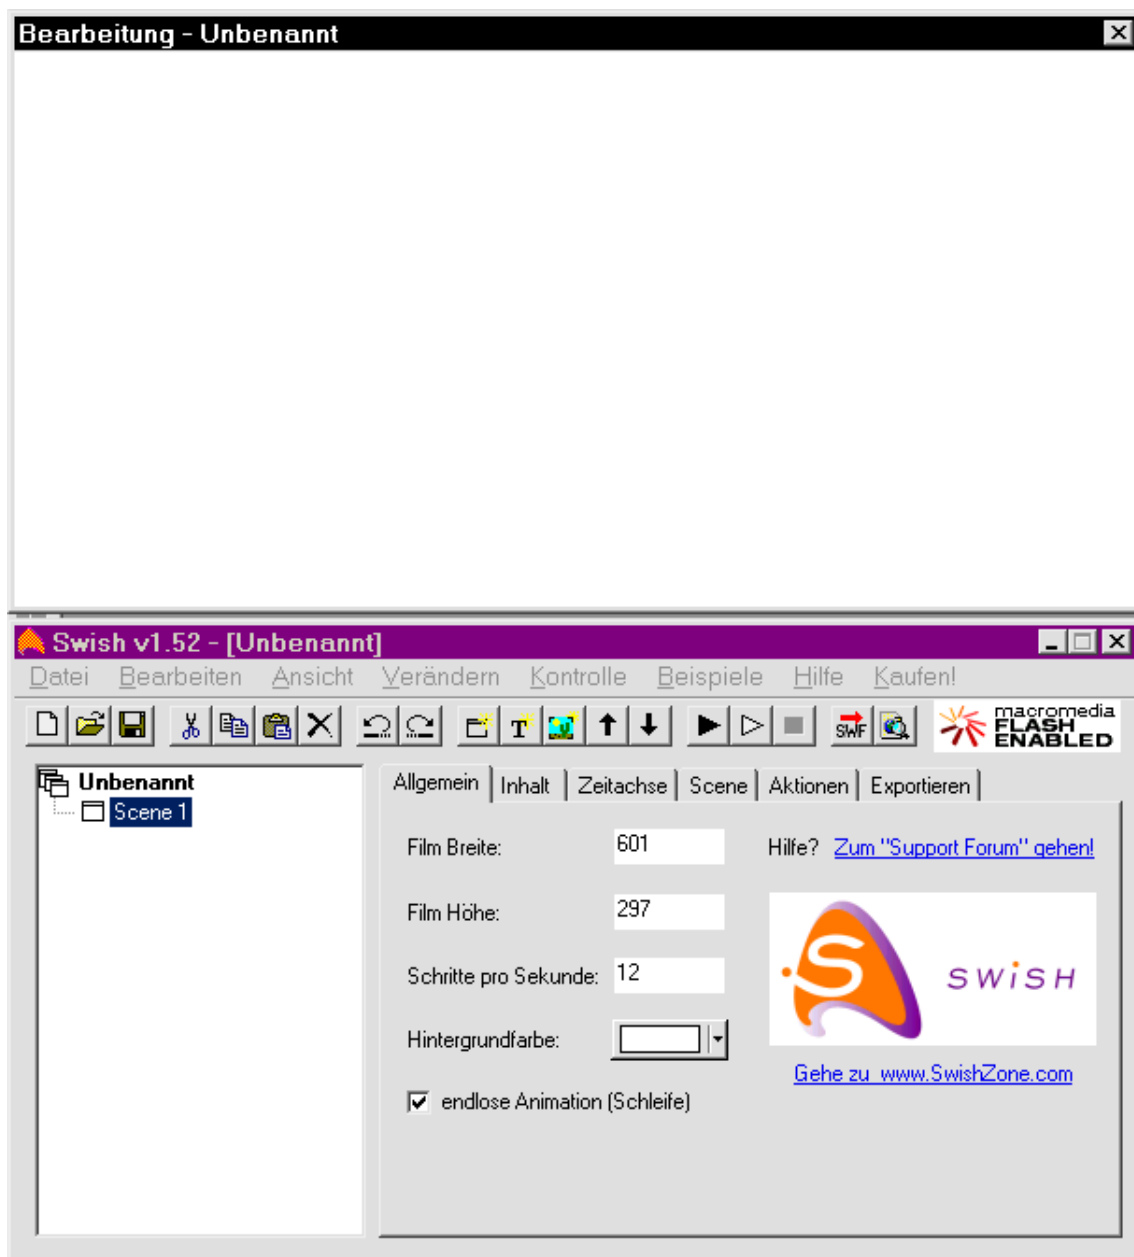 Bearbeitung - Unbenannt
Swish v1.52 - [Unbenannt]
Datei Bearbeiten Ansicht Verändern Kontrolle Beispiele Hilfe Kaufen!
T SWF macromedia FLASH ENABLED
Unbenannt
Scene 1
Allgemein Inhalt Zeitachse Scene Aktionen Exportieren
Film Breite: 601 Hilfe? Zum "Support Forum" gehen!
Film Höhe: 297
Schritte pro Sekunde: 12
S SWiSH
Hintergrundfarbe:
Gehe zu www.SwishZone.com
endlose Animation (Schleife)